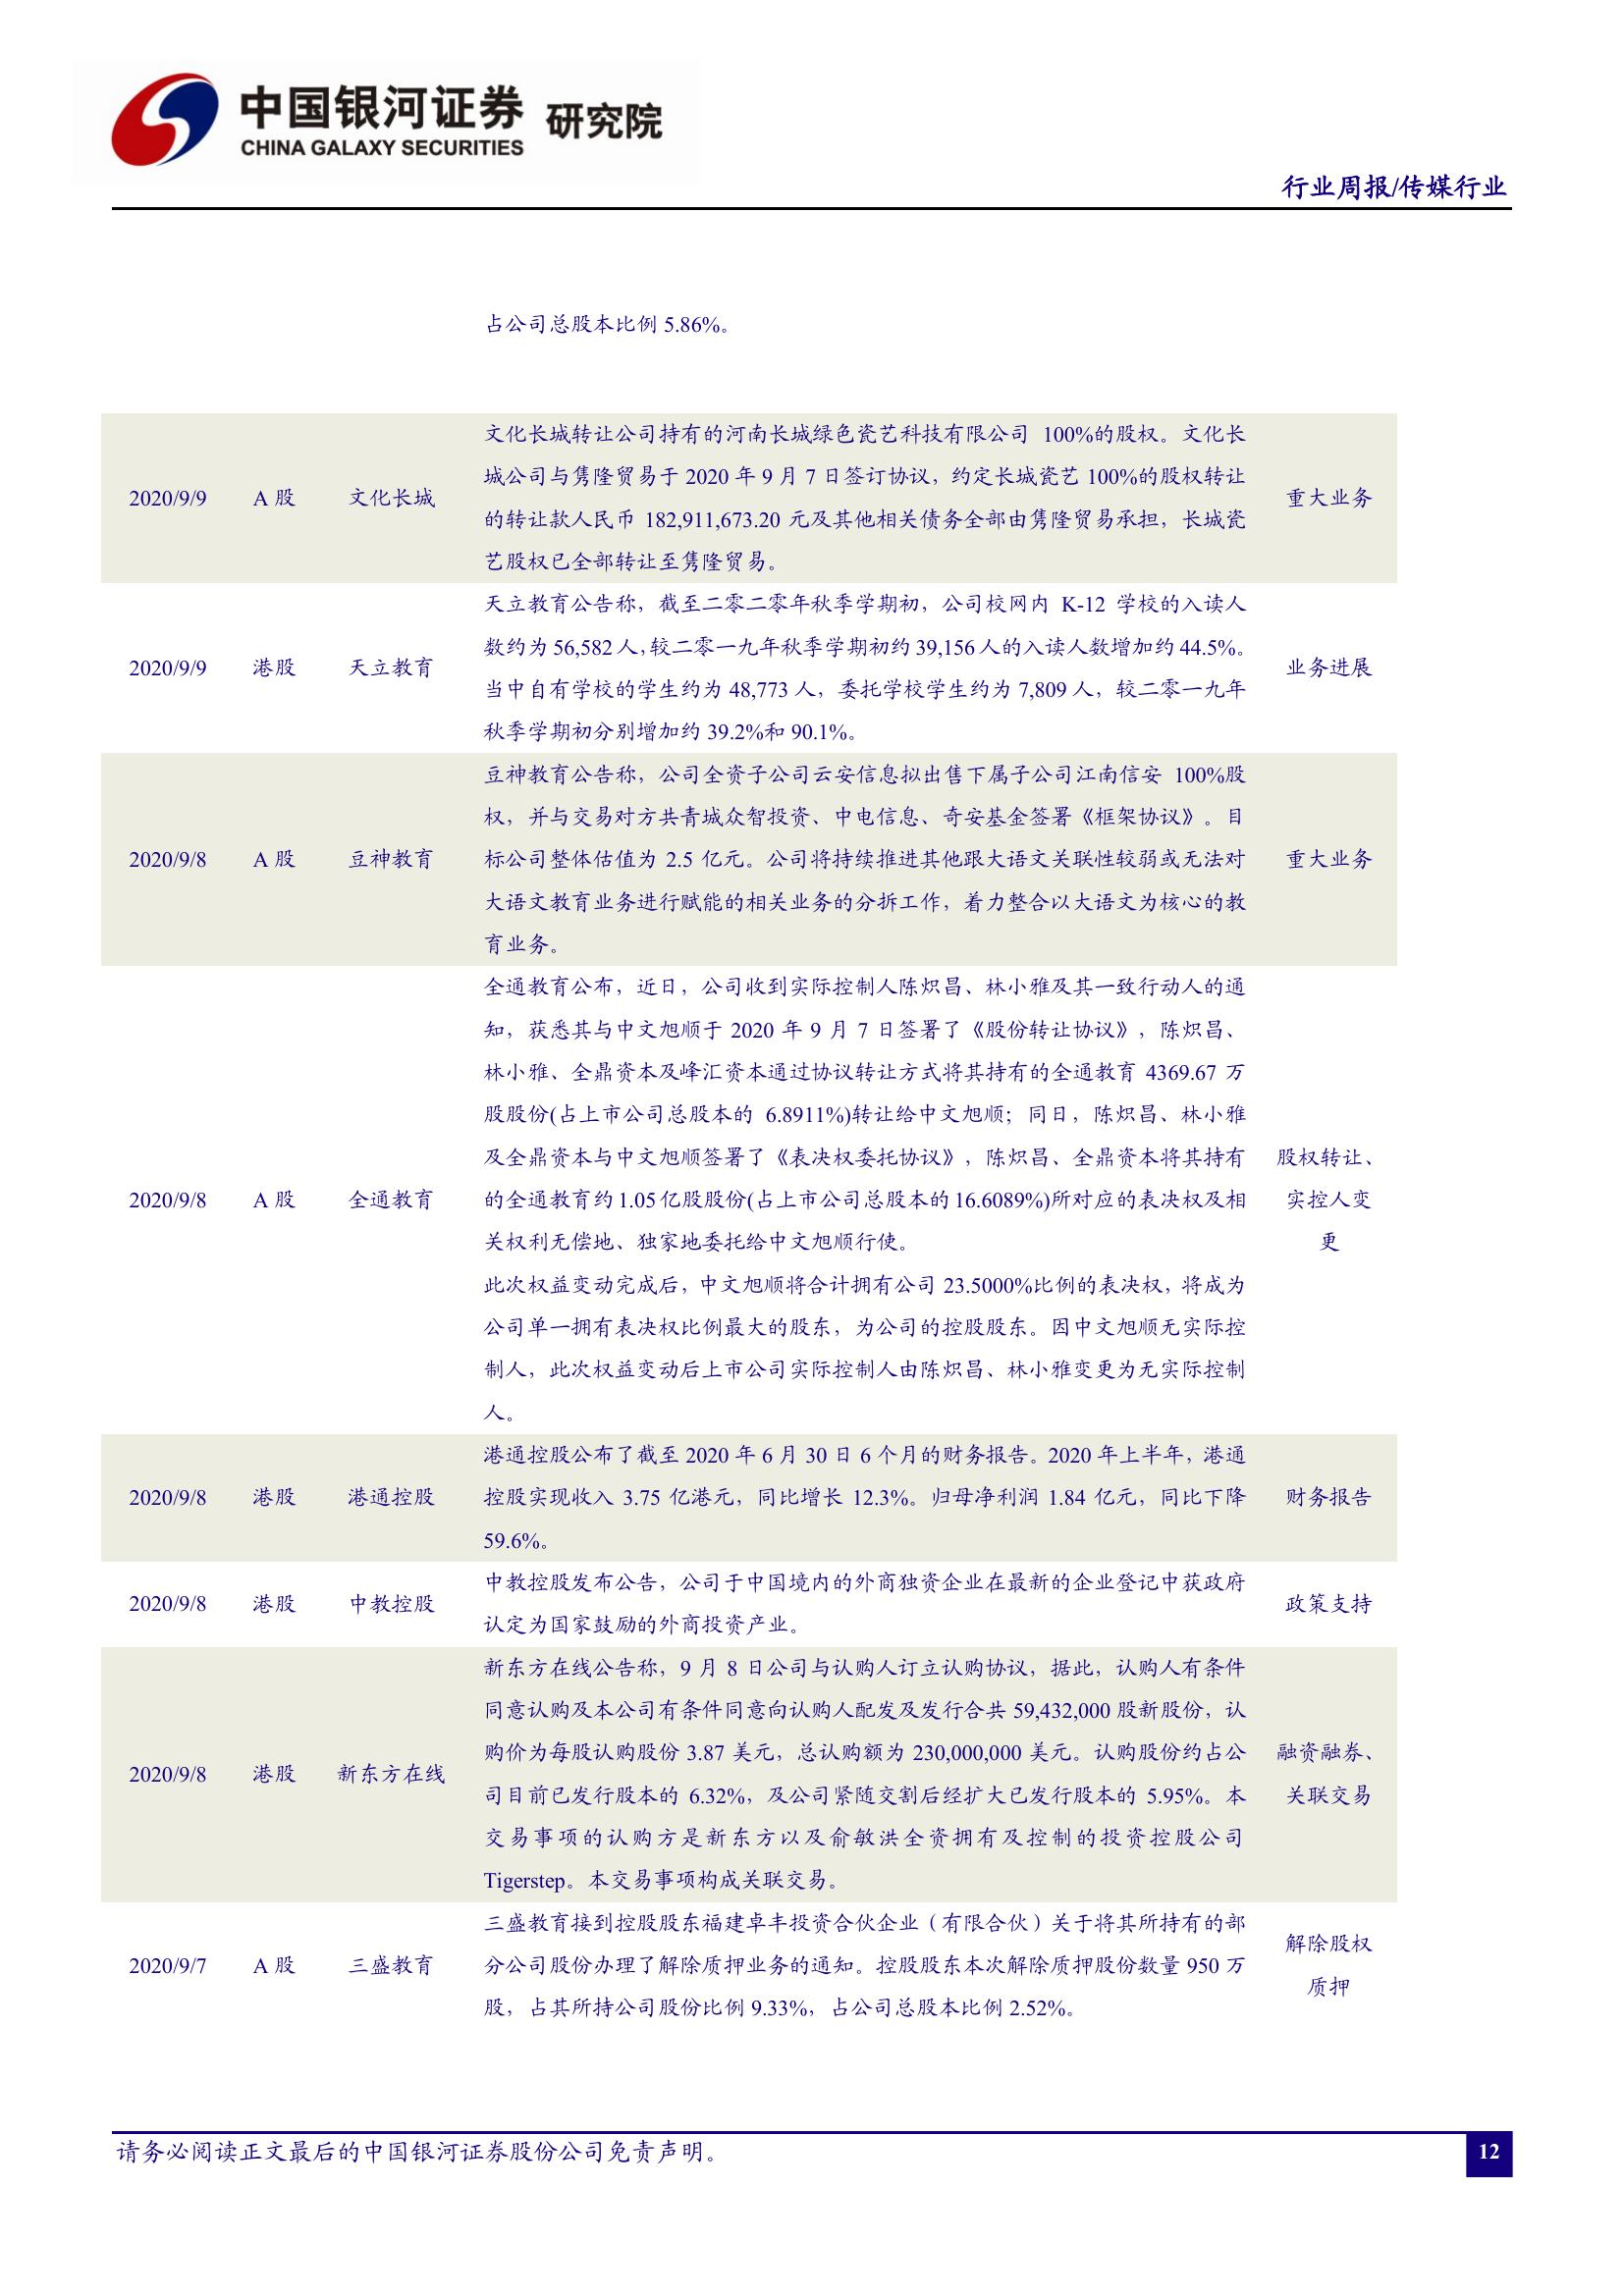 中国银河证券 研究院
CHINA GALAXY SECURITIES
行业周报/传媒行业
占公司总股本比例 5.86%。
文化长城转让公司持有的河南长城绿色瓷艺科技有限公司 100%的股权。文化长
城公司与隽隆贸易于 2020 年 9 月 7 日签订协议，约定长城瓷艺 100%的股权转让
2020/9/9 A 股 文化长城 重大业务
的转让款人民币 182,911,673.20 元及其他相关债务全部由隽隆贸易承担，长城瓷
艺股权已全部转让至隽隆贸易。
天立教育公告称，截至二零二零年秋季学期初，公司校网内 K-12 学校的入读人
数约为 56,582 人，较二零一九年秋季学期初约 39,156 人的入读人数增加约 44.5%。
2020/9/9 港股 天立教育 业务进展
当中自有学校的学生约为 48,773 人，委托学校学生约为 7,809 人，较二零一九年
秋季学期初分别增加约 39.2%和 90.1%。
豆神教育公告称，公司全资子公司云安信息拟出售下属子公司江南信安 100%股
权，并与交易对方共青城众智投资、中电信息、奇安基金签署《框架协议》。目
2020/9/8 A 股 豆神教育 标公司整体估值为 2.5 亿元。公司将持续推进其他跟大语文关联性较弱或无法对 重大业务
大语文教育业务进行赋能的相关业务的分拆工作，着力整合以大语文为核心的教
育业务。
全通教育公布，近日，公司收到实际控制人陈炽昌、林小雅及其一致行动人的通
知，获悉其与中文旭顺于 2020 年 9 月 7 日签署了《股份转让协议》，陈炽昌、
林小雅、全鼎资本及峰汇资本通过协议转让方式将其持有的全通教育 4369.67 万
股股份(占上市公司总股本的 6.8911%)转让给中文旭顺；同日，陈炽昌、林小雅
及全鼎资本与中文旭顺签署了《表决权委托协议》，陈炽昌、全鼎资本将其持有 股权转让、
2020/9/8 A 股 全通教育 的全通教育约 1.05 亿股股份(占上市公司总股本的 16.6089%)所对应的表决权及相 实控人变
关权利无偿地、独家地委托给中文旭顺行使。 更
此次权益变动完成后，中文旭顺将合计拥有公司 23.5000%比例的表决权，将成为
公司单一拥有表决权比例最大的股东，为公司的控股股东。因中文旭顺无实际控
制人，此次权益变动后上市公司实际控制人由陈炽昌、林小雅变更为无实际控制
人。
港通控股公布了截至 2020 年 6 月 30 日 6 个月的财务报告。2020 年上半年，港通
2020/9/8 港股 港通控股 控股实现收入 3.75 亿港元，同比增长 12.3%。归母净利润 1.84 亿元，同比下降 财务报告
59.6%。
中教控股发布公告，公司于中国境内的外商独资企业在最新的企业登记中获政府
2020/9/8 港股 中教控股 政策支持
认定为国家鼓励的外商投资产业。
新东方在线公告称，9 月 8 日公司与认购人订立认购协议，据此，认购人有条件
同意认购及本公司有条件同意向认购人配发及发行合共 59,432,000 股新股份，认
购价为每股认购股份 3.87 美元，总认购额为 230,000,000 美元。认购股份约占公 融资融券、
2020/9/8 港股 新东方在线
司目前已发行股本的 6.32%，及公司紧随交割后经扩大已发行股本的 5.95%。本 关联交易
交易事项的认购方是新东方以及俞敏洪全资拥有及控制的投资控股公司
Tigerstep。本交易事项构成关联交易。
三盛教育接到控股股东福建卓丰投资合伙企业（有限合伙）关于将其所持有的部
解除股权
2020/9/7 A 股 三盛教育 分公司股份办理了解除质押业务的通知。控股股东本次解除质押股份数量 950 万
质押
股，占其所持公司股份比例 9.33%，占公司总股本比例 2.52%。
请务必阅读正文最后的中国银河证券股份公司免责声明。
12